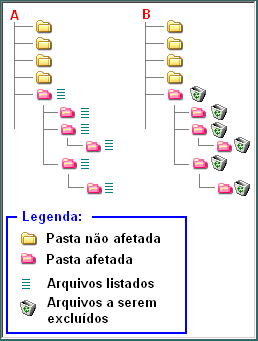 A B
Legenda:
Pasta não afetada
Pasta afetada
Arquivos listados
Arquivos a serem
excluídos